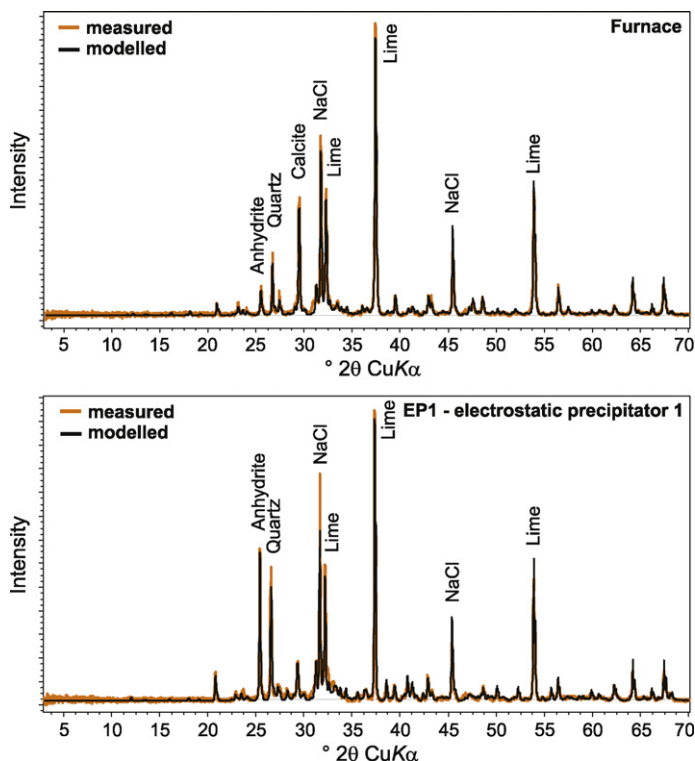 measured
modelled
Furnace
Lime
NaCl
Calcite
Lime
Quartz
Anhydrite
NaCl
Lime
Intensity
5 10 15 20 25 30 35 40 45 50 55 60 65 70
° 2θ CuKα
measured
modelled
EP1 - electrostatic precipitator 1
Lime
NaCl
Anhydrite
Quartz
Lime
NaCl
Lime
Intensity
5 10 15 20 25 30 35 40 45 50 55 60 65 70
° 2θ CuKα